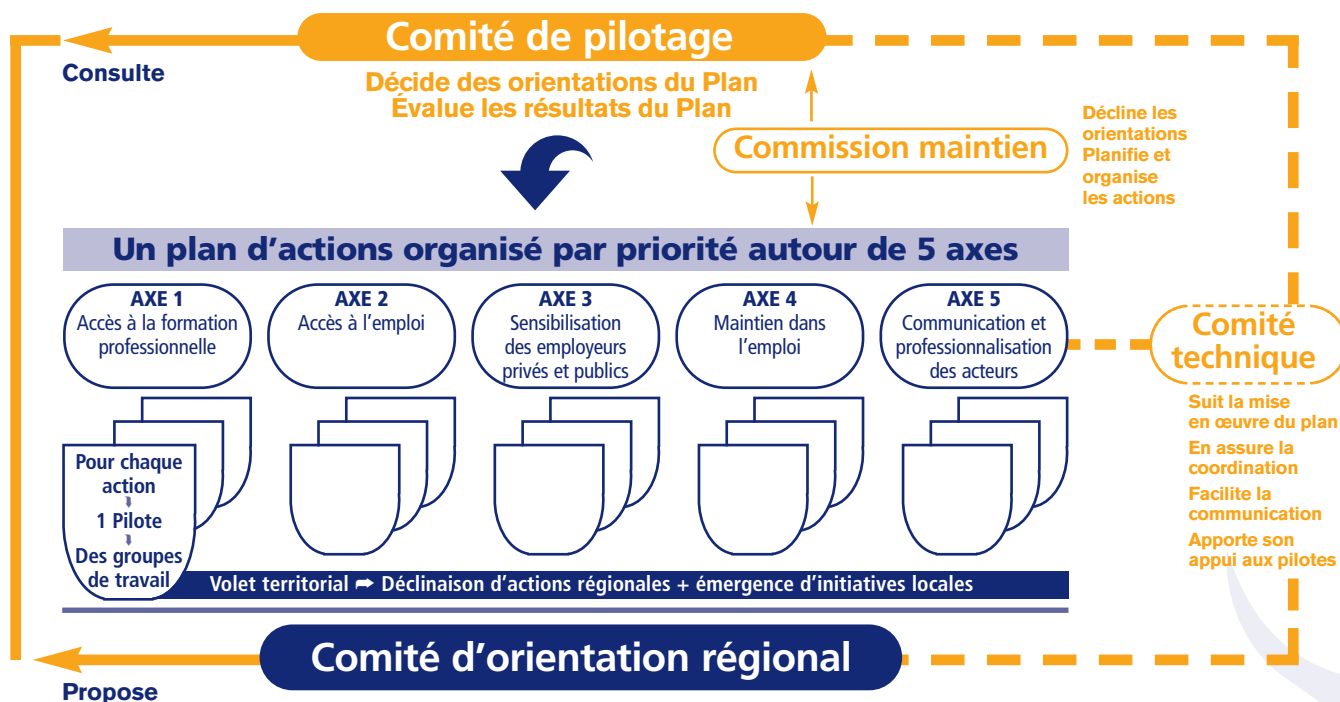 Comité de pilotage
Consulte
Décide des orientations du Plan
Évalue les résultats du Plan
Commission maintien
Décline les
orientations
Planifie et
organise
les actions
Un plan d’actions organisé par priorité autour de 5 axes
AXE 1
Accès à la formation
professionnelle
AXE 2
Accès à l’emploi
AXE 3
Sensibilisation
des employeurs
privés et publics
AXE 4
Maintien dans
l’emploi
AXE 5
Communication et
professionnalisation
des acteurs
Comité
technique
Suit la mise
en œuvre du plan
En assure la
coordination
Facilite la
communication
Apporte son
appui aux pilotes
Pour chaque
action
1 Pilote
Des groupes
de travail
Volet territorial ➦ Déclinaison d’actions régionales + émergence d’initiatives locales
Comité d’orientation régional
Propose